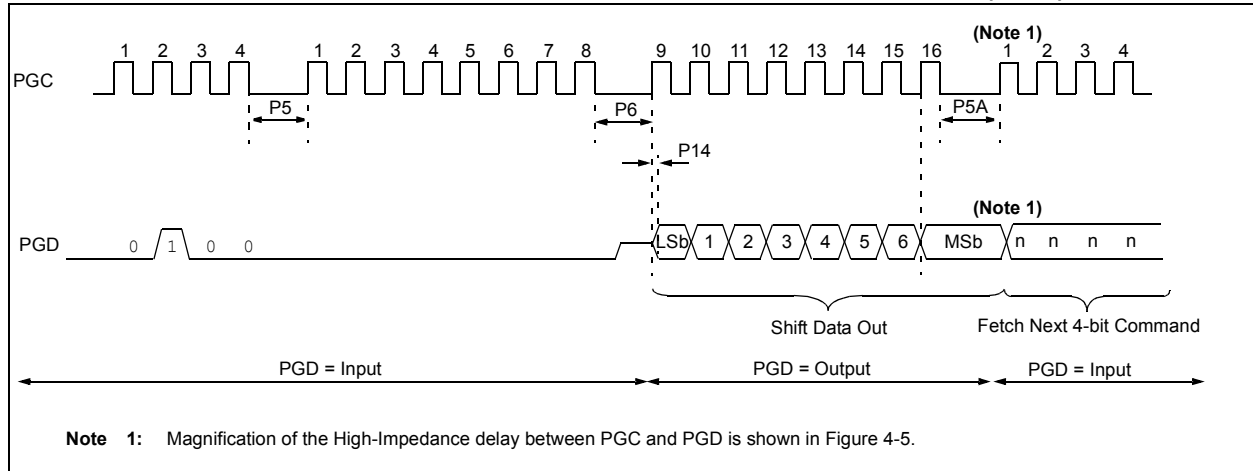 (Note 1)
1 2 3 4 1 2 3 4 5 6 7 8 9 10 11 12 13 14 15 16 1 2 3 4
PGC
P5 P6 P5A
P14
(Note 1)
PGD 0 1 0 0 LSb 1 2 3 4 5 6 MSb n n n n
Shift Data Out Fetch Next 4-bit Command
PGD = Input PGD = Output PGD = Input
Note 1: Magnification of the High-Impedance delay between PGC and PGD is shown in Figure 4-5.